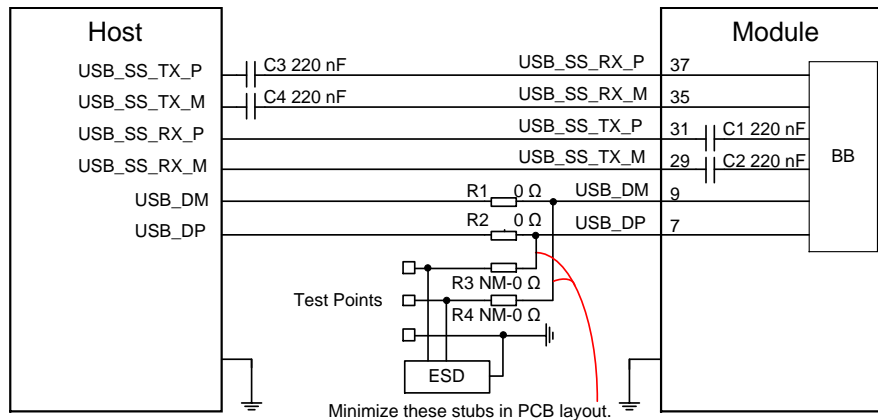 Host
Module
USB_SS_TX_P
C3 220 nF
USB_SS_RX_P
37
USB_SS_TX_M
C4 220 nF
USB_SS_RX_M
35
USB_SS_RX_P
USB_SS_TX_P
31
C1 220 nF
USB_SS_RX_M
USB_SS_TX_M
29
C2 220 nF
BB
USB_DM
R1
0 Ω
USB_DM
9
USB_DP
R2
0 Ω
USB_DP
7
R3 NM-0 Ω
Test Points
R4 NM-0 Ω
ESD
Minimize these stubs in PCB layout.